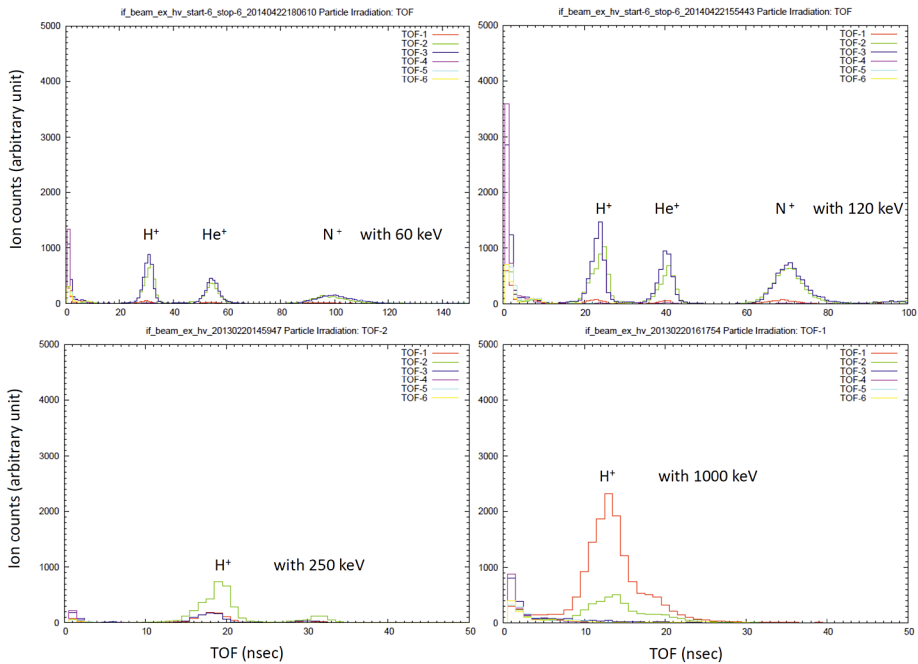 if_beam_ex_hv_start-6_stop-6_20140422180610 Particle Irradiation: TOF
5000
4000
3000
2000
1000
0
0 20 40 60 80 100 120 140
TOF-1
TOF-2
TOF-3
TOF-4
TOF-5
TOF-6
H+ He+ N+ with 60 keV
Ion counts (arbitrary unit)
if_beam_ex_hv_start-6_stop-6_20140422155443 Particle Irradiation: TOF
5000
4000
3000
2000
1000
0
0 20 40 60 80 100
TOF-1
TOF-2
TOF-3
TOF-4
TOF-5
TOF-6
H+ He+ N+ with 120 keV
if_beam_ex_hv_20130220145947 Particle Irradiation: TOF-2
5000
4000
3000
2000
1000
0
0 10 20 30 40 50
TOF-1
TOF-2
TOF-3
TOF-4
TOF-5
TOF-6
H+ with 250 keV
Ion counts (arbitrary unit)
TOF (nsec)
if_beam_ex_hv_20130220161754 Particle Irradiation: TOF-1
5000
4000
3000
2000
1000
0
0 10 20 30 40 50
TOF-1
TOF-2
TOF-3
TOF-4
TOF-5
TOF-6
H+ with 1000 keV
TOF (nsec)